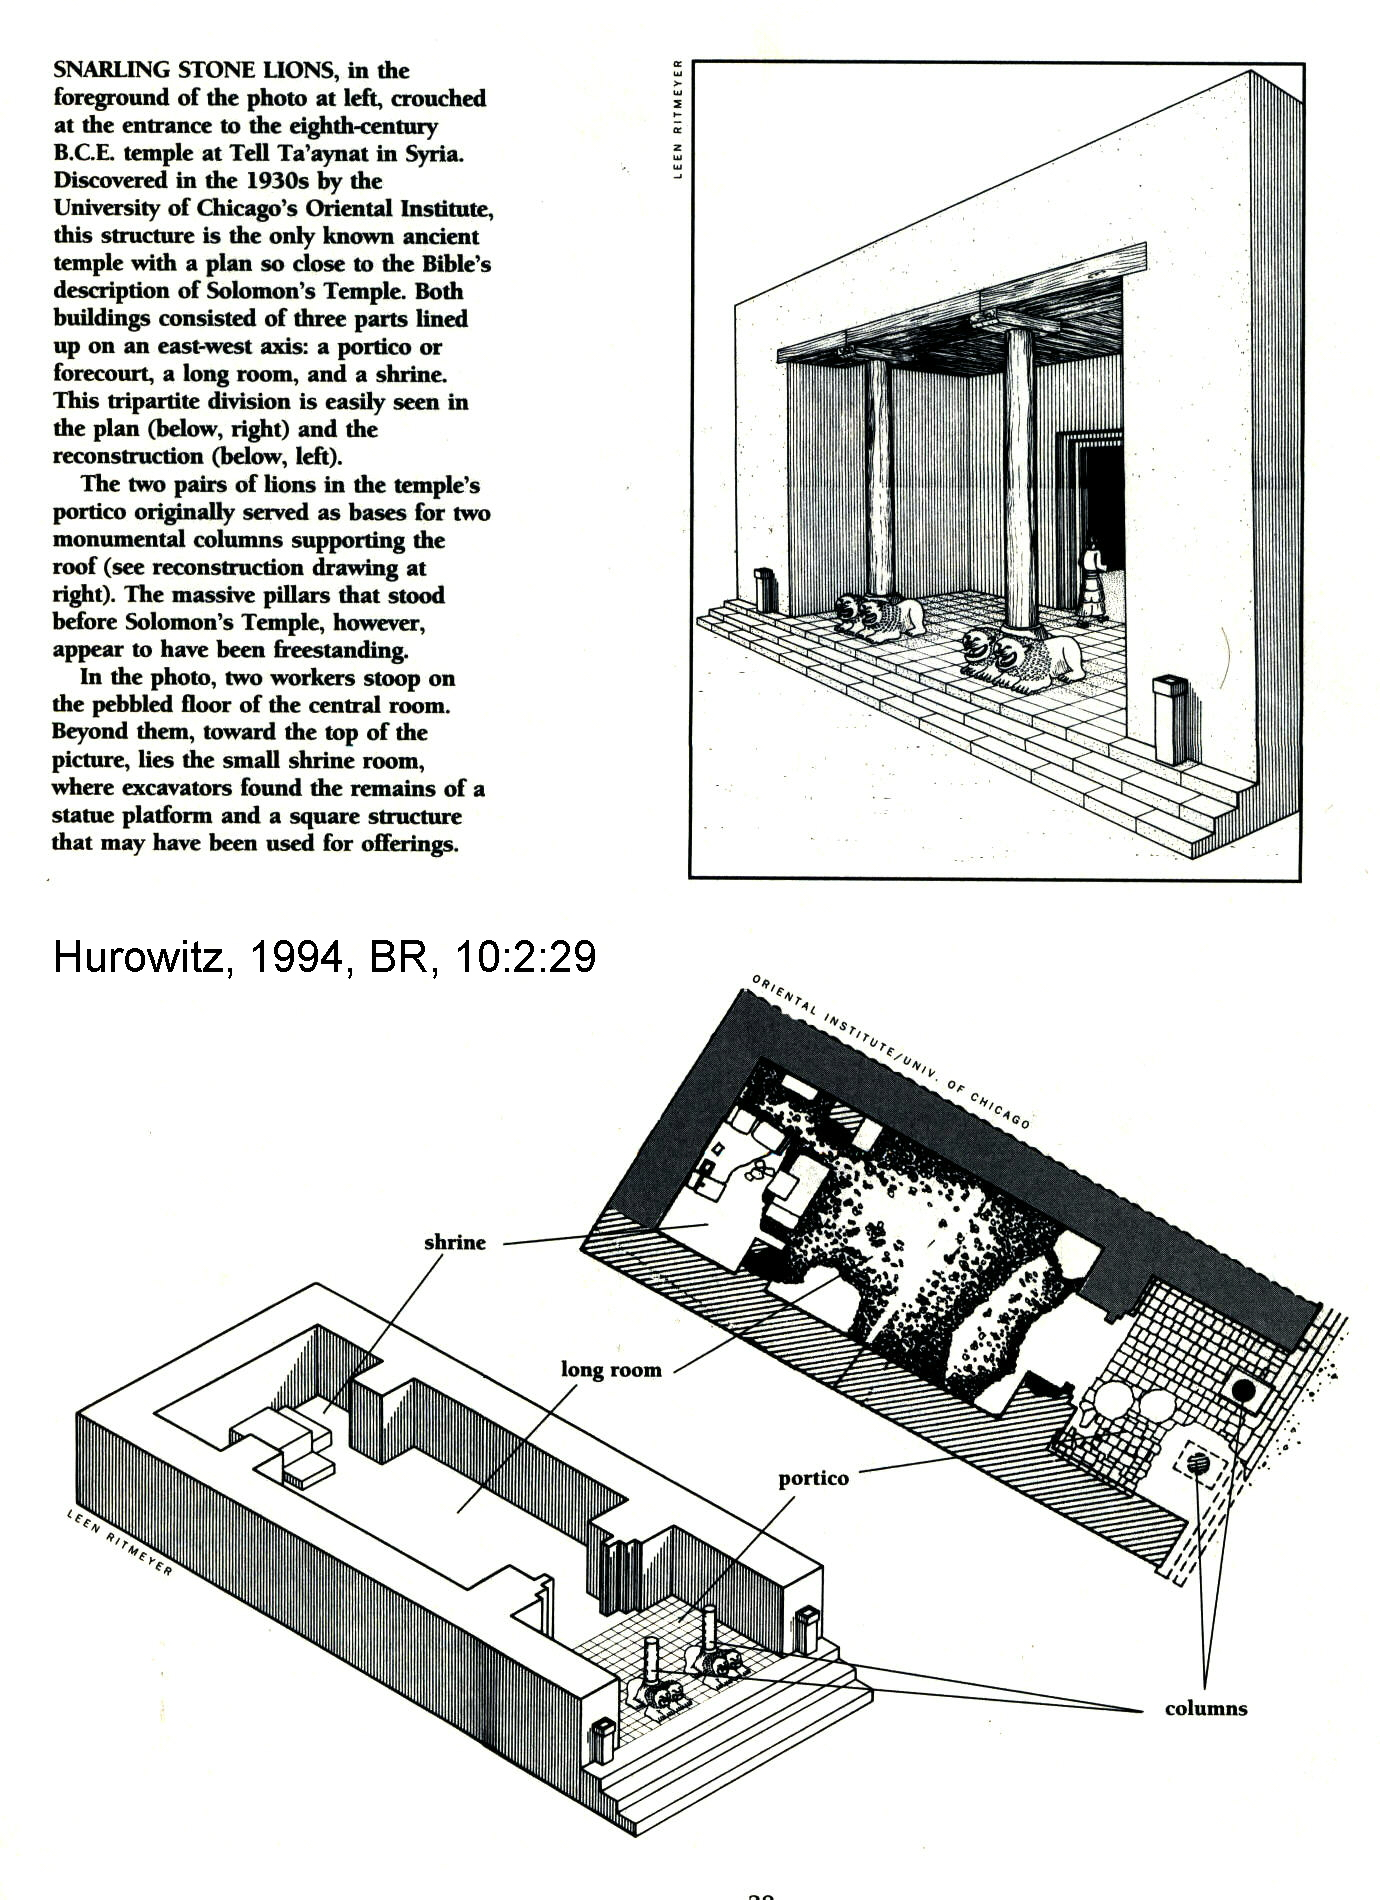 SNARLING STONE LIONS, in the
foreground of the photo at left, crouched
at the entrance to the eighth-century
B.C.E. temple at Tell Ta'aynat in Syria.
Discovered in the 1930s by the
University of Chicago's Oriental Institute,
this structure is the only known ancient
temple with a plan so close to the Bible's
description of Solomon's Temple. Both
buildings consisted of three parts lined
up on an east-west axis: a portico or
forecourt, a long room, and a shrine.
This tripartite division is easily seen in
the plan (below, right) and the
reconstruction (below, left).
The two pairs of lions in the temple's
portico originally served as bases for two
monumental columns supporting the
roof (see reconstruction drawing at
right). The massive pillars that stood
before Solomon's Temple, however,
appear to have been freestanding.
In the photo, two workers stoop on
the pebbled floor of the central room.
Beyond them, toward the top of the
picture, lies the small shrine room,
where excavators found the remains of a
statue platform and a square structure
that may have been used for offerings.
LEEN RITMEYER
Hurowitz, 1994, BR, 10:2:29
ORIENTAL INSTITUTE/UNIV. OF CHICAGO
shrine
long room
portico
LEEN RITMEYER
columns